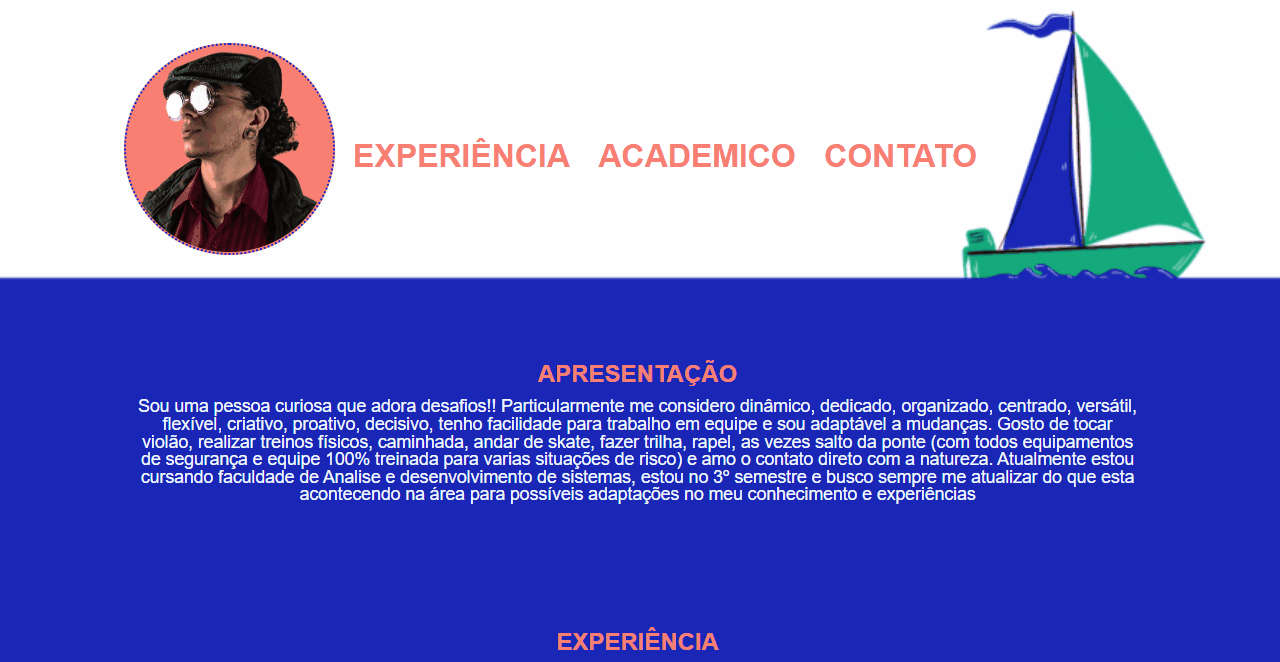 EXPERIÊNCIA ACADEMICO CONTATO
APRESENTAÇÃO
Sou uma pessoa curiosa que adora desafios!! Particularmente me considero dinâmico, dedicado, organizado, centrado, versátil,
flexível, criativo, proativo, decisivo, tenho facilidade para trabalho em equipe e sou adaptável a mudanças. Gosto de tocar
violão, realizar treinos físicos, caminhada, andar de skate, fazer trilha, rapel, as vezes salto da ponte (com todos equipamentos
de segurança e equipe 100% treinada para varias situações de risco) e amo o contato direto com a natureza. Atualmente estou
cursando faculdade de Analise e desenvolvimento de sistemas, estou no 3º semestre e busco sempre me atualizar do que esta
acontecendo na área para possíveis adaptações no meu conhecimento e experiências
EXPERIÊNCIA